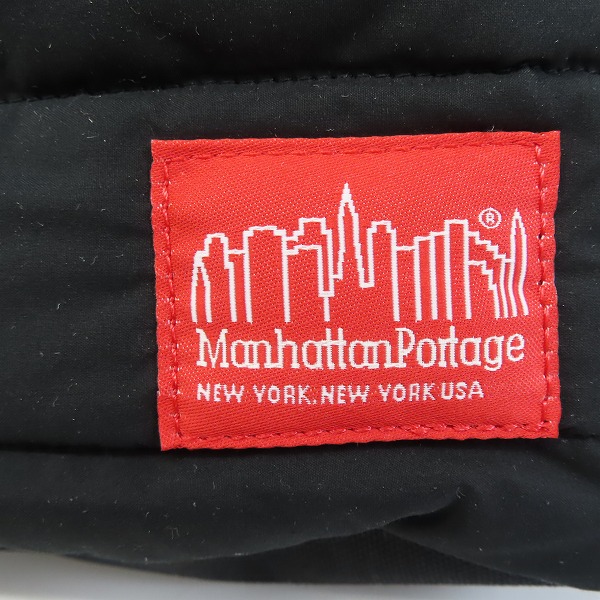 ®
ManhattanPortage
NEW YORK, NEW YORK USA